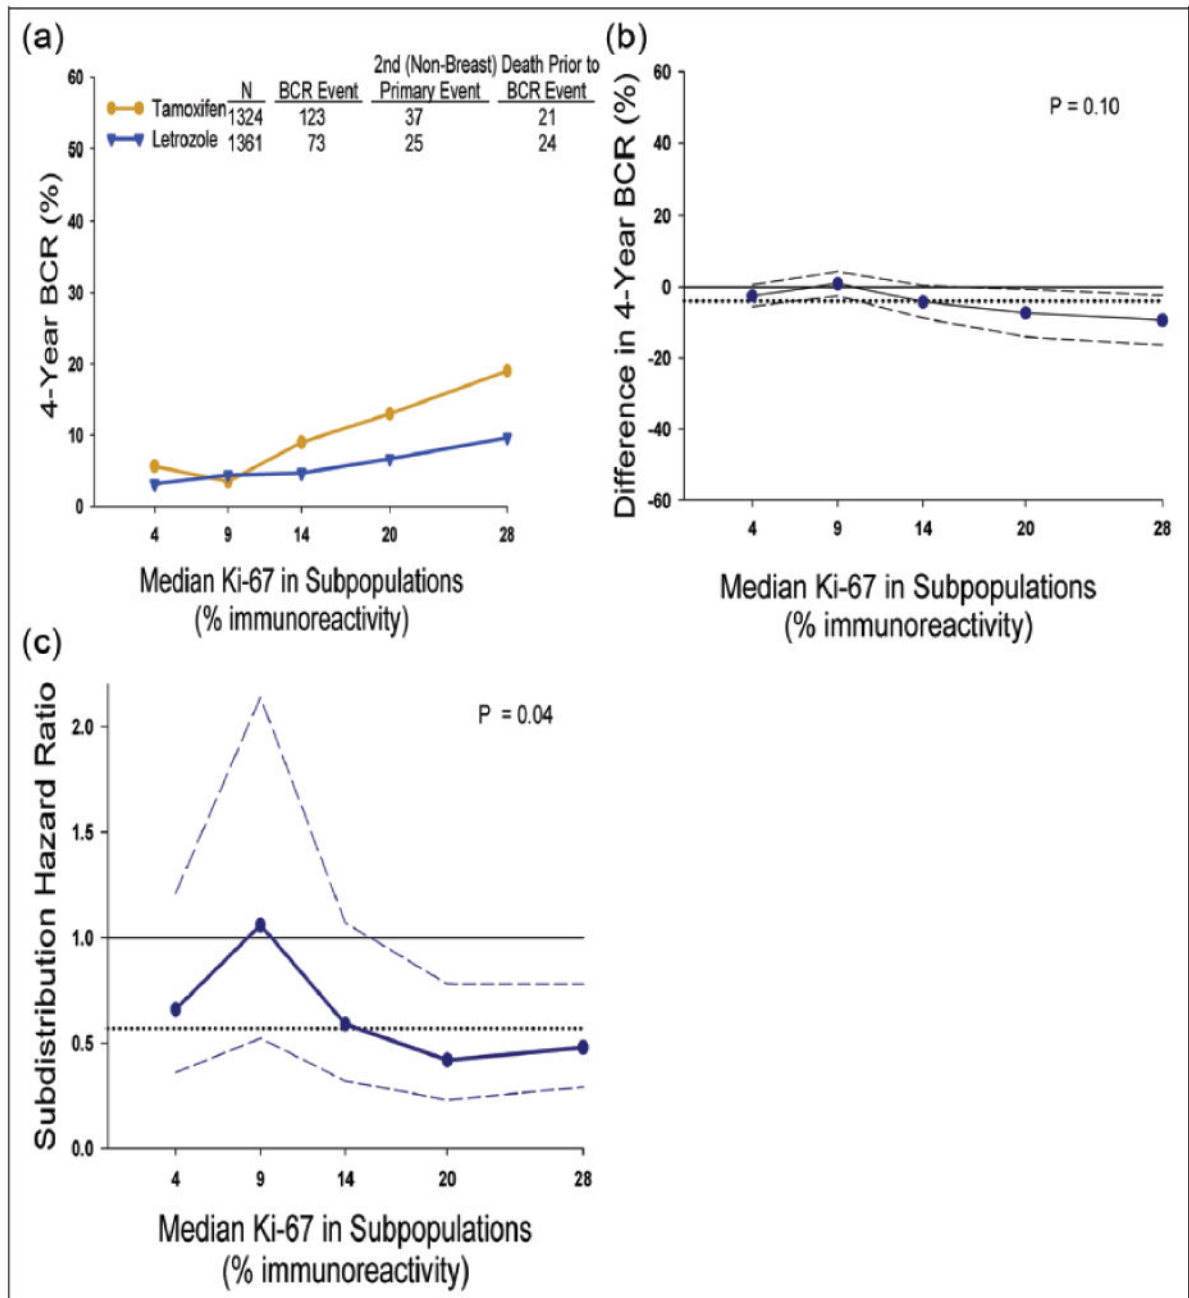 (a)
2nd (Non-Breast) Death Prior to
N BCR Event Primary Event BCR Event
Tamoxifen 1324 123 37 21
Letrozole 1361 73 25 24
4-Year BCR (%)
60
50
40
30
20
10
0
4 9 14 20 28
Median Ki-67 in Subpopulations
(% immunoreactivity)
(b)
P = 0.10
Difference in 4-Year BCR (%)
60
40
20
0
-20
-40
-60
4 9 14 20 28
Median Ki-67 in Subpopulations
(% immunoreactivity)
(c)
P = 0.04
Subdistribution Hazard Ratio
2.0
1.5
1.0
0.5
0.0
4 9 14 20 28
Median Ki-67 in Subpopulations
(% immunoreactivity)